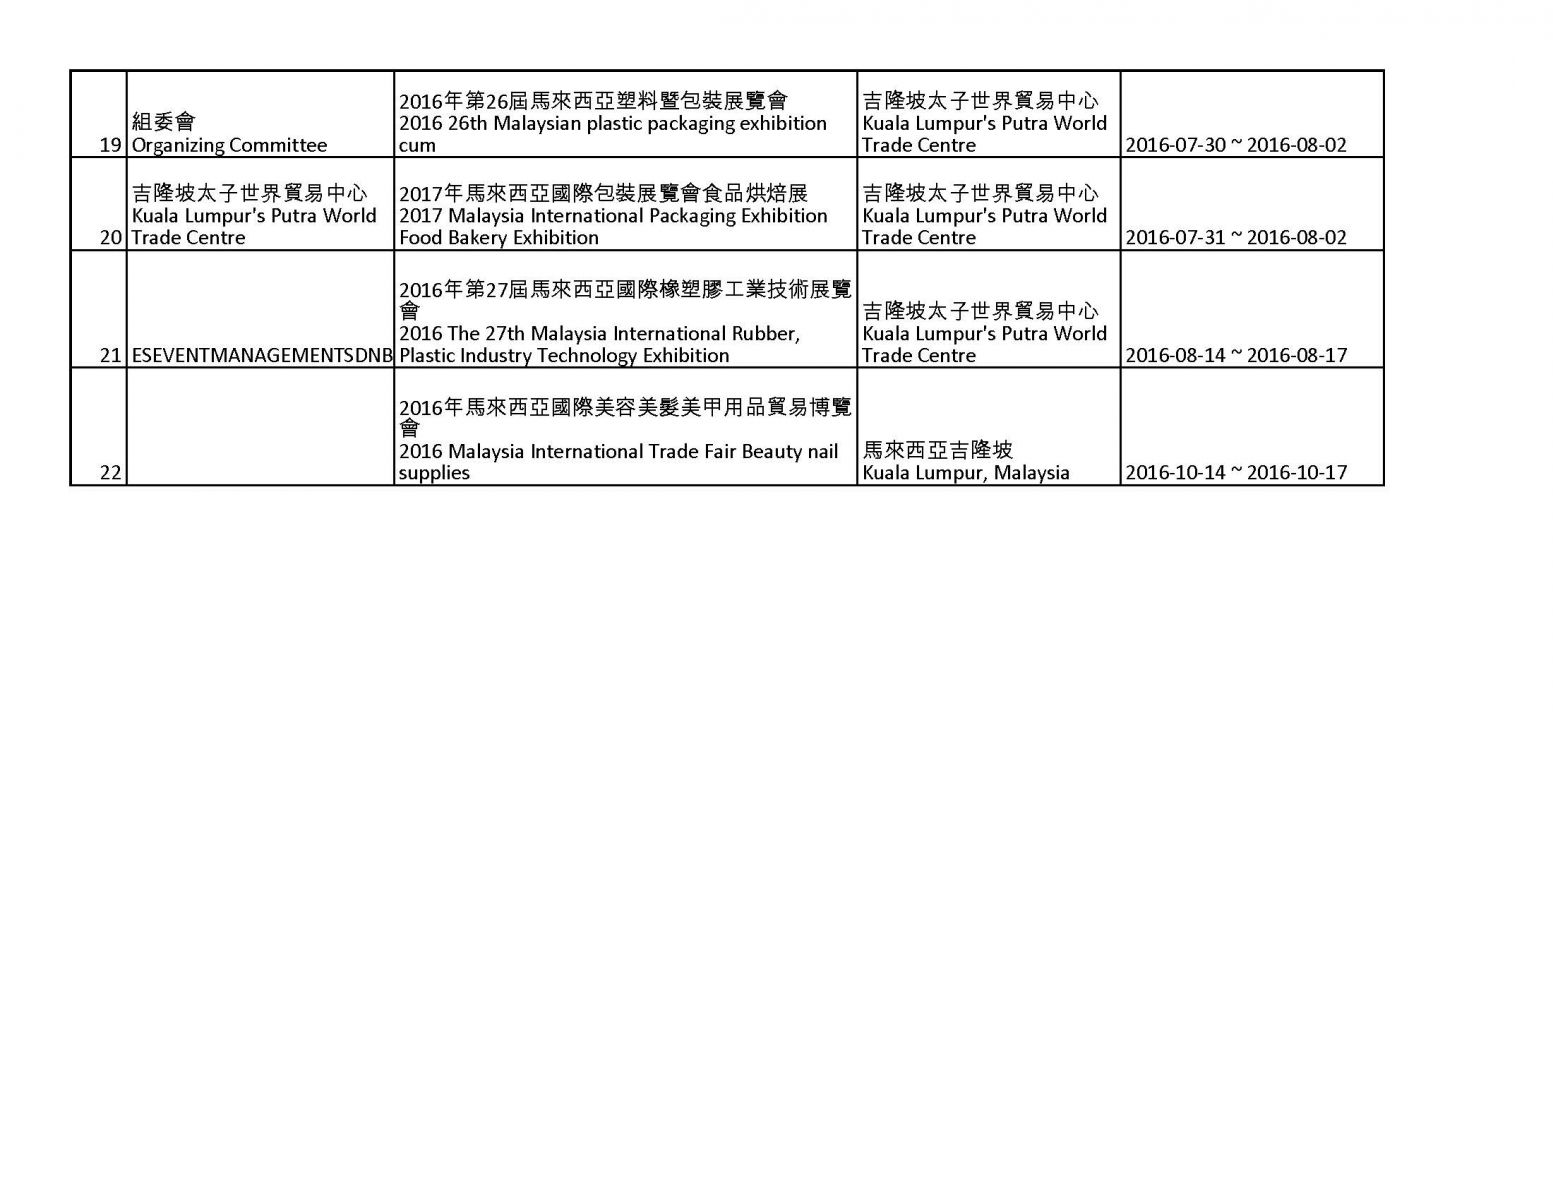 19
組委會
Organizing Committee
2016年第26屆馬來西亞塑料暨包裝展覽會
2016 26th Malaysian plastic packaging exhibition
cum
吉隆坡太子世界貿易中心
Kuala Lumpur's Putra World
Trade Centre
2016-07-30 ~ 2016-08-02
20
吉隆坡太子世界貿易中心
Kuala Lumpur's Putra World
Trade Centre
2017年馬來西亞國際包裝展覽會食品烘焙展
2017 Malaysia International Packaging Exhibition
Food Bakery Exhibition
吉隆坡太子世界貿易中心
Kuala Lumpur's Putra World
Trade Centre
2016-07-31 ~ 2016-08-02
21
ESEVENTMANAGEMENTSDNB
2016年第27屆馬來西亞國際橡塑膠工業技術展覽
會
2016 The 27th Malaysia International Rubber,
Plastic Industry Technology Exhibition
吉隆坡太子世界貿易中心
Kuala Lumpur's Putra World
Trade Centre
2016-08-14 ~ 2016-08-17
22
2016年馬來西亞國際美容美髮美甲用品貿易博覽
會
2016 Malaysia International Trade Fair Beauty nail
supplies
馬來西亞吉隆坡
Kuala Lumpur, Malaysia
2016-10-14 ~ 2016-10-17